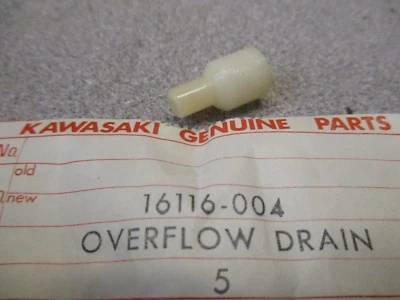 KAWASAKI GENUINE PARTS
No.
old
new 16116-004
OVERFLOW DRAIN
5